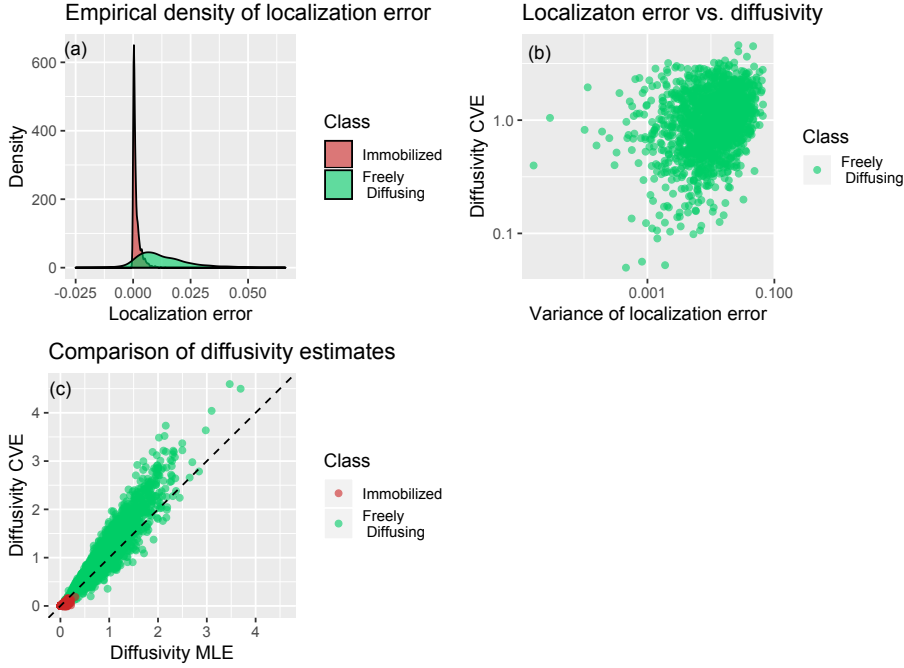 Empirical density of localization error
(a)
600
400
200
0
Density
-0.025
0.000
0.025
0.050
Localization error
Class
Immobilized
Freely
Diffusing
Localizaton error vs. diffusivity
(b)
1.0
0.1
Diffusivity CVE
0.001
0.100
Variance of localization error
Class
Freely
Diffusing
Comparison of diffusivity estimates
(c)
4
3
2
1
0
Diffusivity CVE
0
1
2
3
4
Diffusivity MLE
Class
Immobilized
Freely
Diffusing